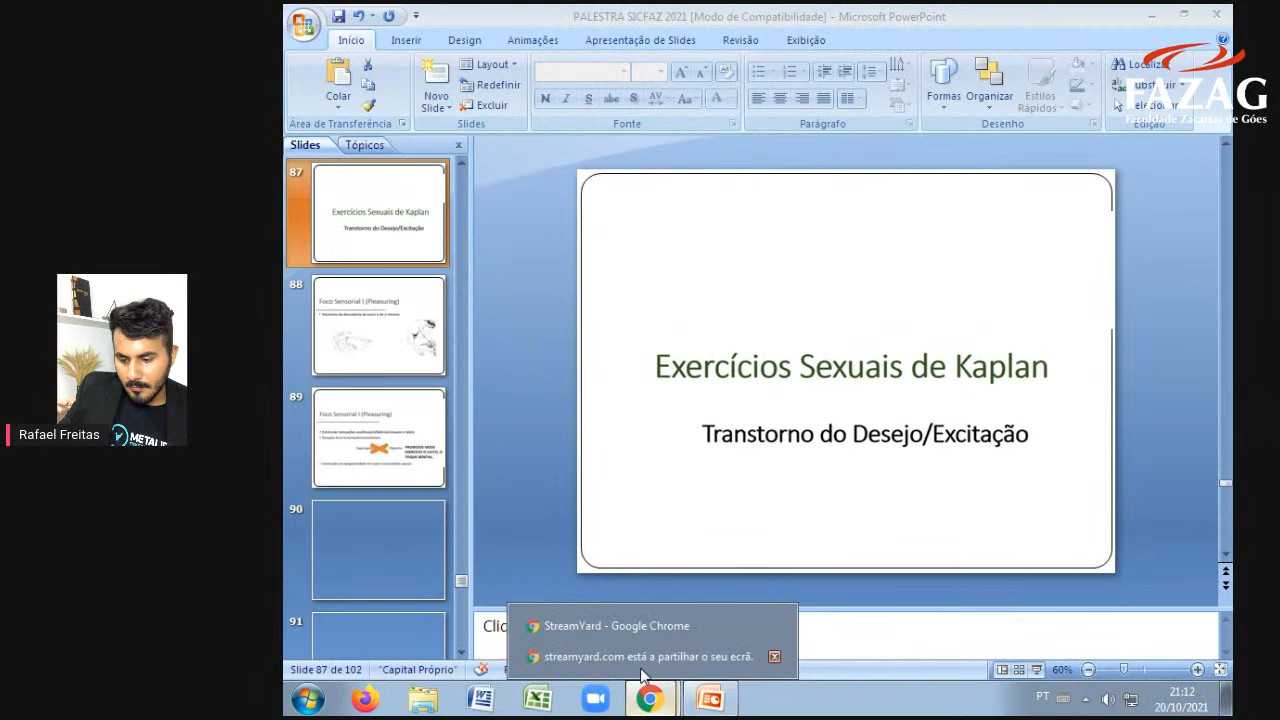 PALESTRA SICFAZ 2021 [Modo de Compatibilidade] - Microsoft PowerPoint
Início Inserir Design Animações Apresentação de Slides Revisão Exibição
Colar
Novo Slide
Layout
Redefinir
Excluir
N I S abc S AV Aa A
Formas
Organizar
Estilos Rápidos
Área de Transferência Slides Fonte Parágrafo Desenho Edição
FAZAG
Faculdade Zacarias de Góes
Slides Tópicos
87
Exercícios Sexuais de Kaplan
Transtorno do Desejo/Excitação
88
Foco Sensorial I (Pleasuring)
89
Foco Sensorial I (Pleasuring)
90
91
Exercícios Sexuais de Kaplan
Transtorno do Desejo/Excitação
Rafael Freitas
StreamYard - Google Chrome
streamyard.com está a partilhar o seu ecrã.
Slide 87 de 102 "Capital Próprio" 60%
PT 21:12
20/10/2021